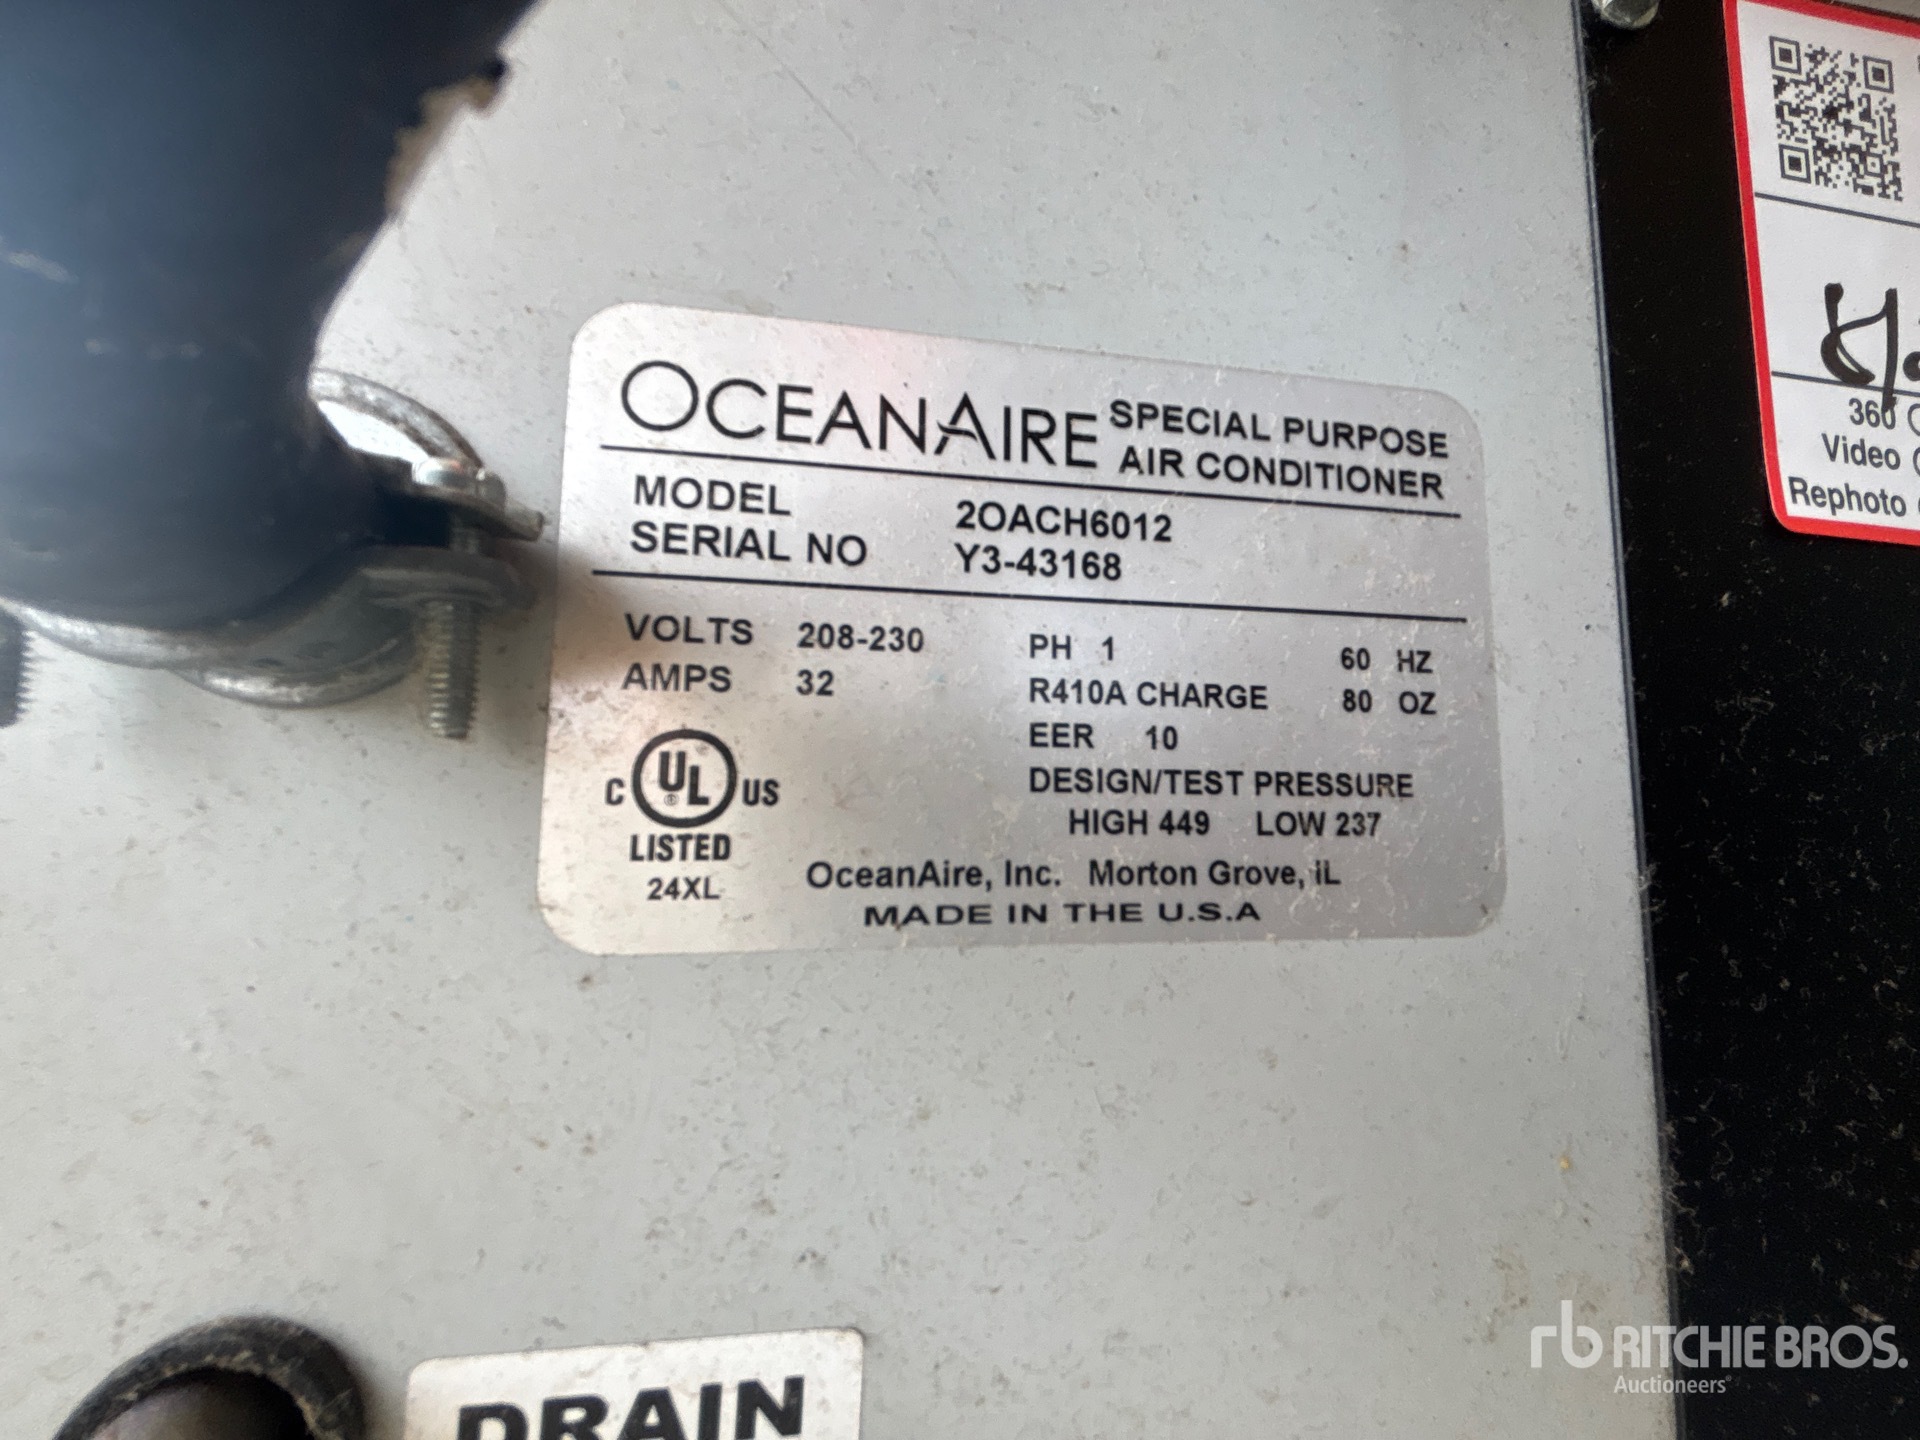 OCEANAIRE SPECIAL PURPOSE
AIR CONDITIONER
MODEL 2OACH6012
SERIAL NO Y3-43168
VOLTS 208-230 PH 1 60 HZ
AMPS 32 R410A CHARGE 80 OZ
EER 10
DESIGN/TEST PRESSURE
HIGH 449 LOW 237
C UL ® US
LISTED
24XL
OceanAire, Inc. Morton Grove, IL
MADE IN THE U.S.A
360
Video
Rephoto
DRAIN
rb RITCHIE BROS.
Auctioneers